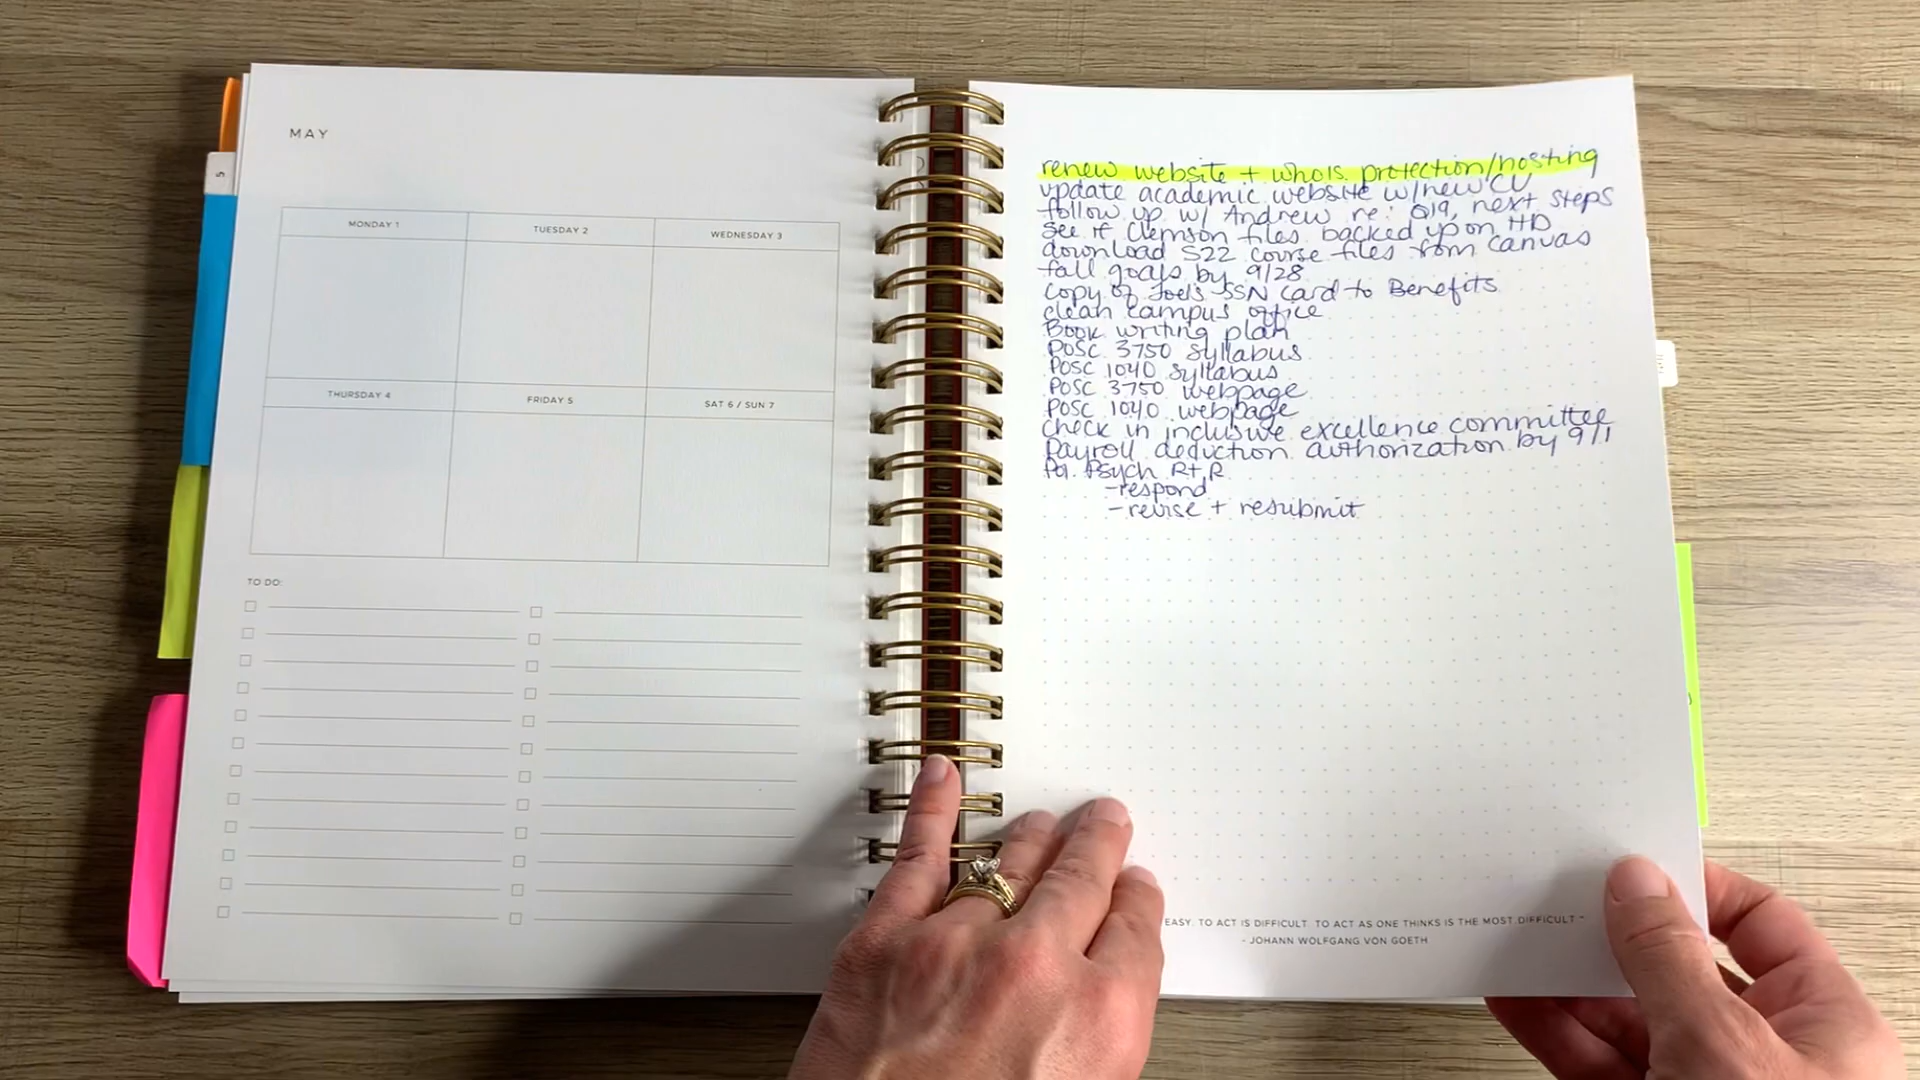 5
MAY
MONDAY 1
TUESDAY 2
WEDNESDAY 3
THURSDAY 4
FRIDAY 5
SAT 6 / SUN 7
TO DO:
renew website + whoIs protection/hosting
update academic website w/new CV
follow up w/ Andrew re: Q19, next steps
see if Clemson files backed up on HD
download S22 course files from canvas
fall goals by 9/28
copy of Joel's SSN card to Benefits
clean campus office
Book writing plan
POSC 3750 syllabus
POSC 1040 syllabus
POSC 3750 webpage
POSC 1040 webpage
check in inclusive excellence committee
Payroll deduction authorization by 9/1
Pol. Psych R+R
-respond
- revise + resubmit
EASY. TO ACT IS DIFFICULT. TO ACT AS ONE THINKS IS THE MOST DIFFICULT."
- JOHANN WOLFGANG VON GOETH